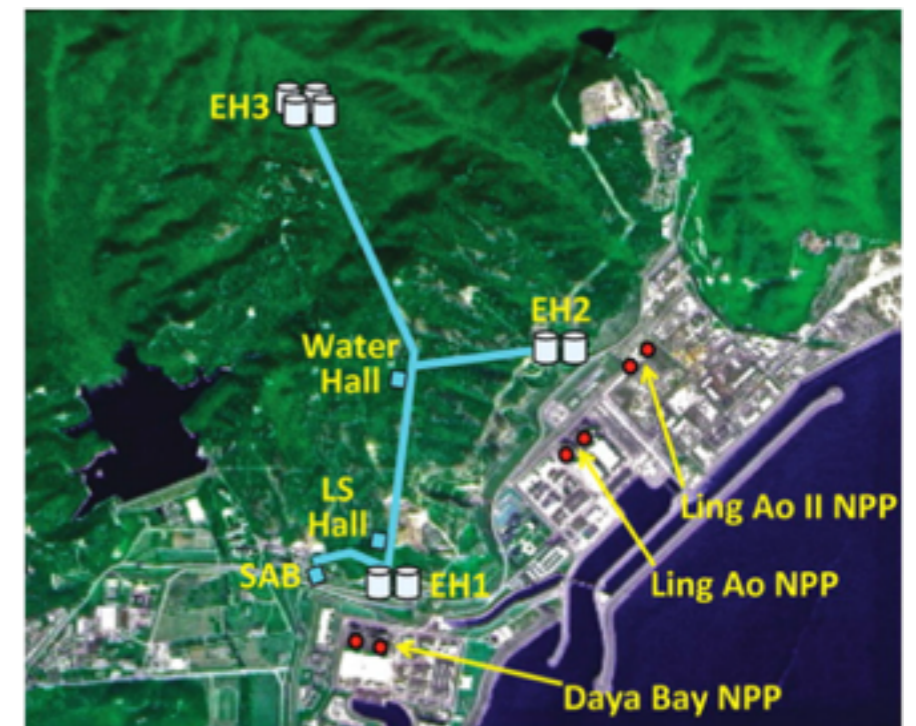 EH3
EH2
Water
Hall
LS
Hall
Ling Ao II NPP
SAB
EH1
Ling Ao NPP
Daya Bay NPP